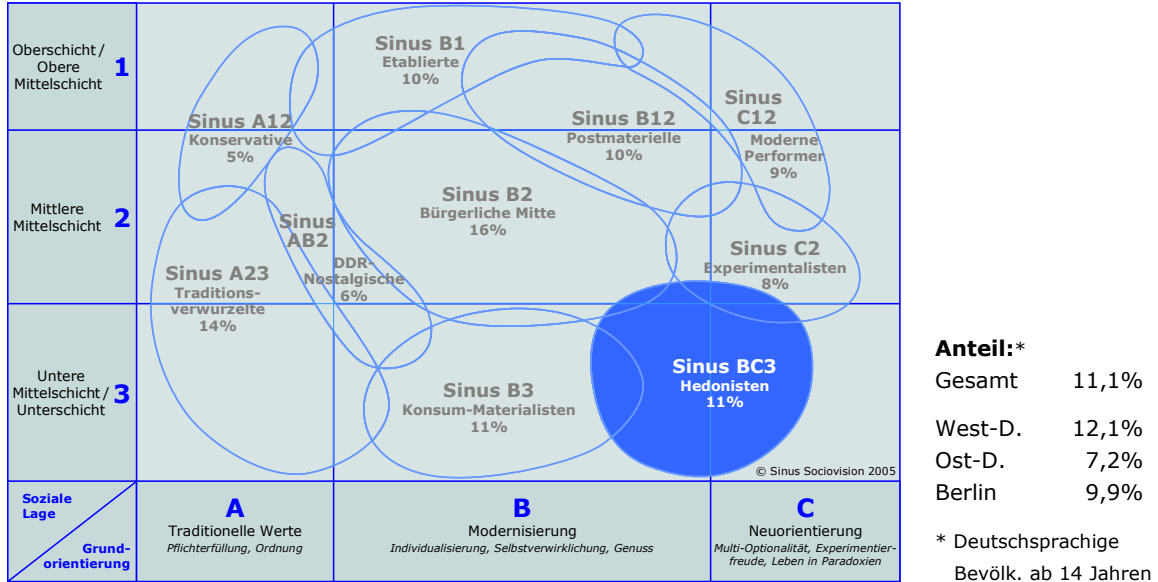 Oberschicht /
Obere
Mittelschicht
1
Mittlere
Mittelschicht
2
Untere
Mittelschicht /
Unterschicht
3
Sinus B1
Etablierte
10%
Sinus A12
Konservative
5%
Sinus B12
Postmaterielle
10%
Sinus
C12
Moderne
Performer
9%
Sinus B2
Bürgerliche Mitte
16%
Sinus
AB2
DDR-
Nostalgische
6%
Sinus A23
Traditions-
verwurzelte
14%
Sinus C2
Experimentalisten
8%
Sinus B3
Konsum-Materialisten
11%
Sinus BC3
Hedonisten
11%
© Sinus Sociovision 2005
Soziale
Lage
Grund-
orientierung
A
Traditionelle Werte
Pflichterfüllung, Ordnung
B
Modernisierung
Individualisierung, Selbstverwirklichung, Genuss
C
Neuorientierung
Multi-Optionalität, Experimentier-
freude, Leben in Paradoxien
Anteil:*
Gesamt 11,1%
West-D. 12,1%
Ost-D. 7,2%
Berlin 9,9%
* Deutschsprachige
Bevölk. ab 14 Jahren